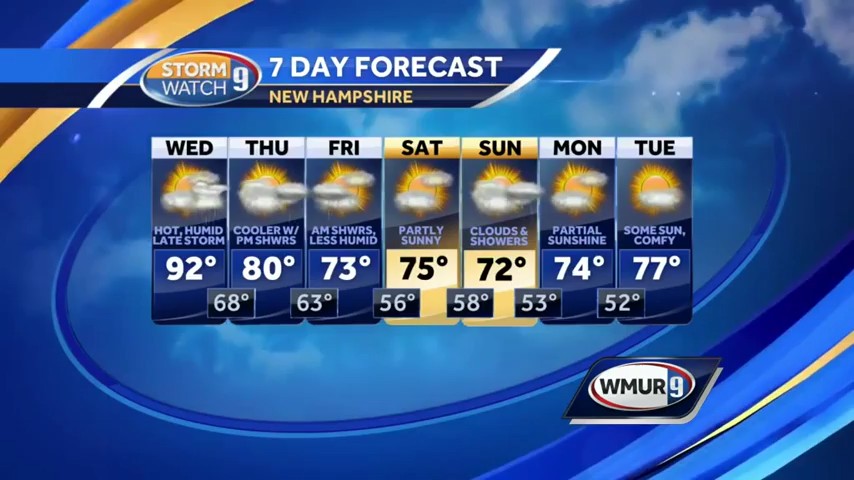 STORM
WATCH 9
7 DAY FORECAST
NEW HAMPSHIRE
WED THU FRI SAT SUN MON TUE
HOT, HUMID COOLER W/ AM SHWRS, PARTLY CLOUDS & PARTIAL SOME SUN,
LATE STORM PM SHWRS LESS HUMID SUNNY SHOWERS SUNSHINE COMFY
92° 80° 73° 75° 72° 74° 77°
68° 63° 56° 58° 53° 52°
WMUR 9